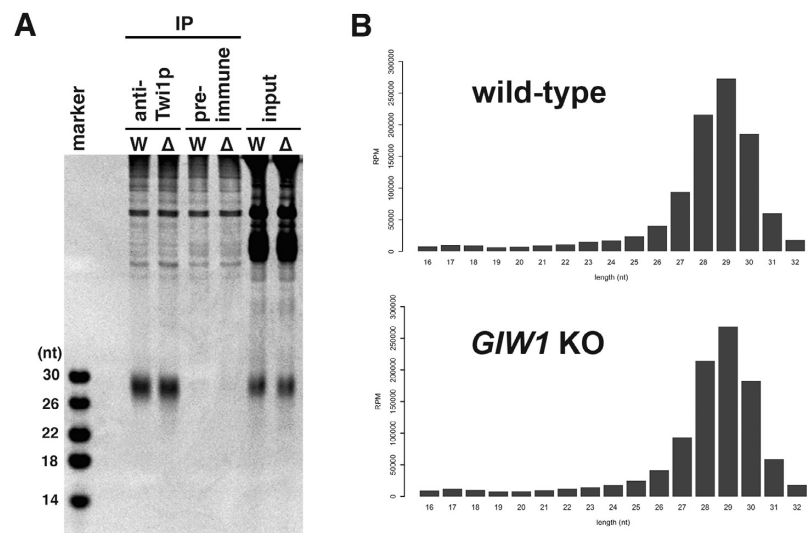 A
IP
anti-
Twi1p
pre-
immune
input
marker
W Δ W Δ W Δ
(nt)
30
26
22
18
14
B
wild-type
RPM
300000
250000
200000
150000
100000
50000
0
16 17 18 19 20 21 22 23 24 25 26 27 28 29 30 31 32
length (nt)
GIW1 KO
RPM
300000
250000
200000
150000
100000
50000
0
16 17 18 19 20 21 22 23 24 25 26 27 28 29 30 31 32
length (nt)